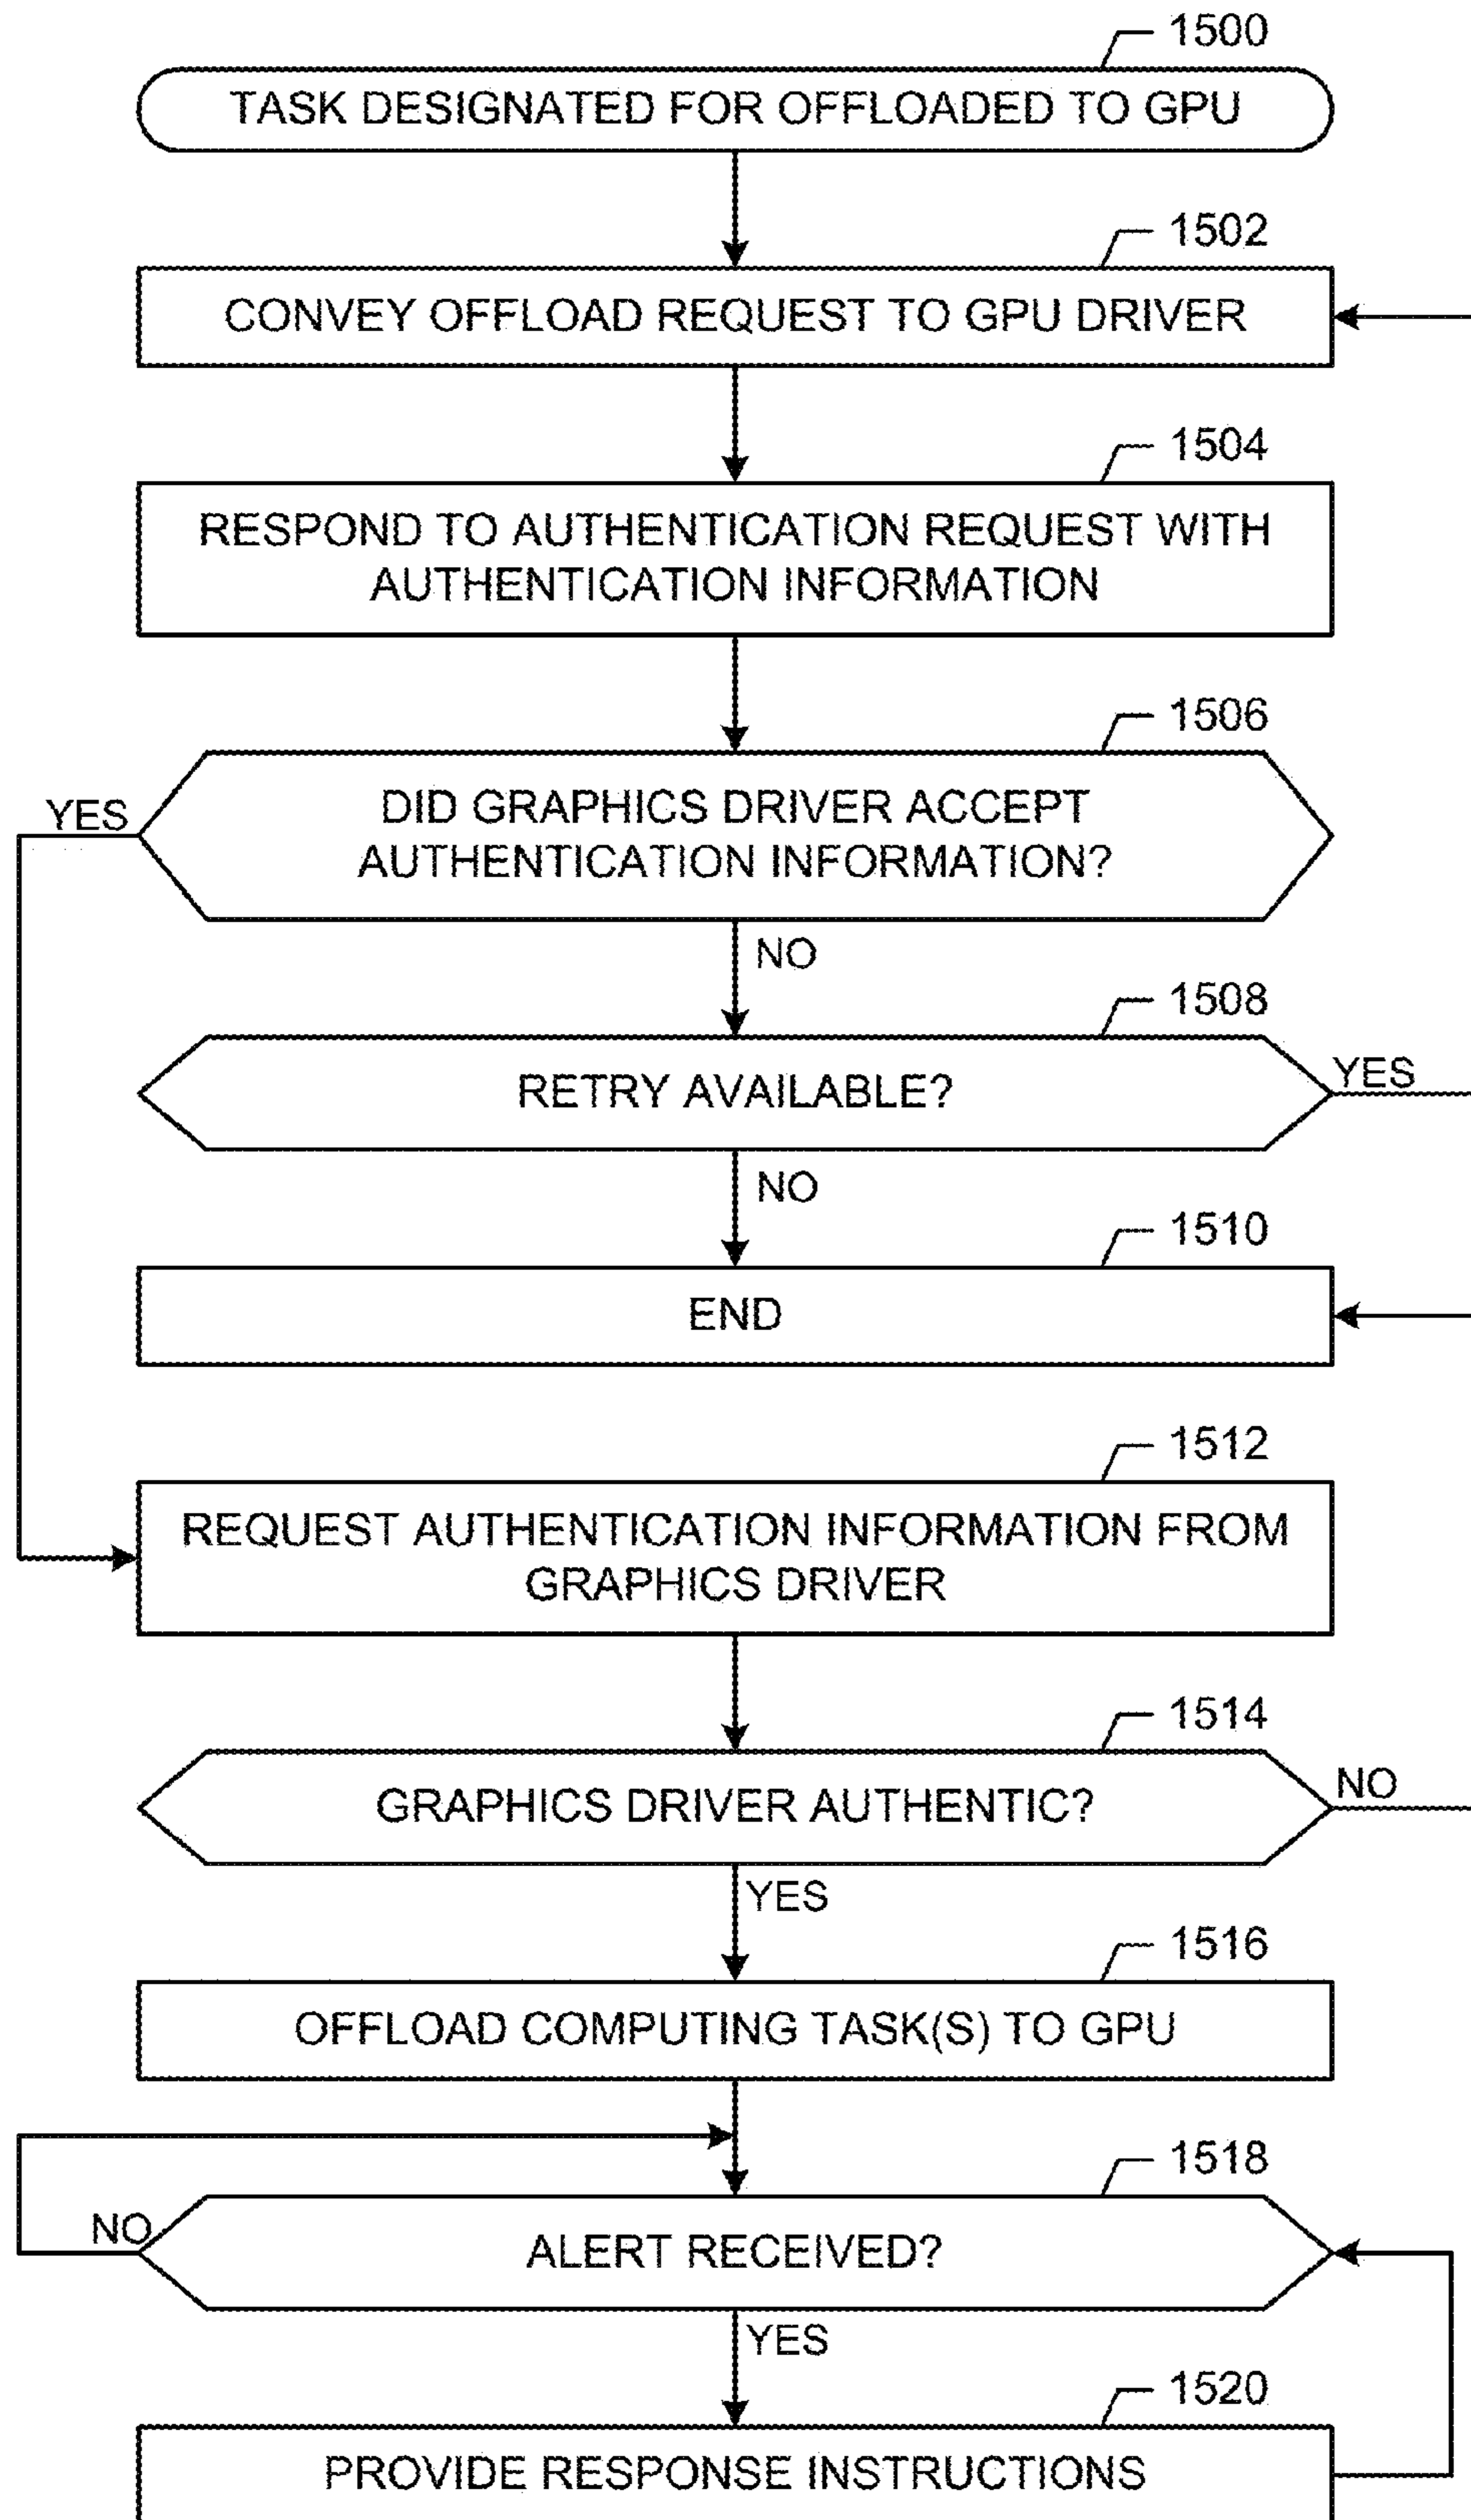 1500
TASK DESIGNATED FOR OFFLOADED TO GPU
1502
CONVEY OFFLOAD REQUEST TO GPU DRIVER
1504
RESPOND TO AUTHENTICATION REQUEST WITH
AUTHENTICATION INFORMATION
1506
YES
DID GRAPHICS DRIVER ACCEPT
AUTHENTICATION INFORMATION?
NO
1508
RETRY AVAILABLE?
YES
NO
1510
END
1512
REQUEST AUTHENTICATION INFORMATION FROM
GRAPHICS DRIVER
1514
GRAPHICS DRIVER AUTHENTIC?
NO
YES
1516
OFFLOAD COMPUTING TASK(S) TO GPU
1518
NO
ALERT RECEIVED?
YES
1520
PROVIDE RESPONSE INSTRUCTIONS